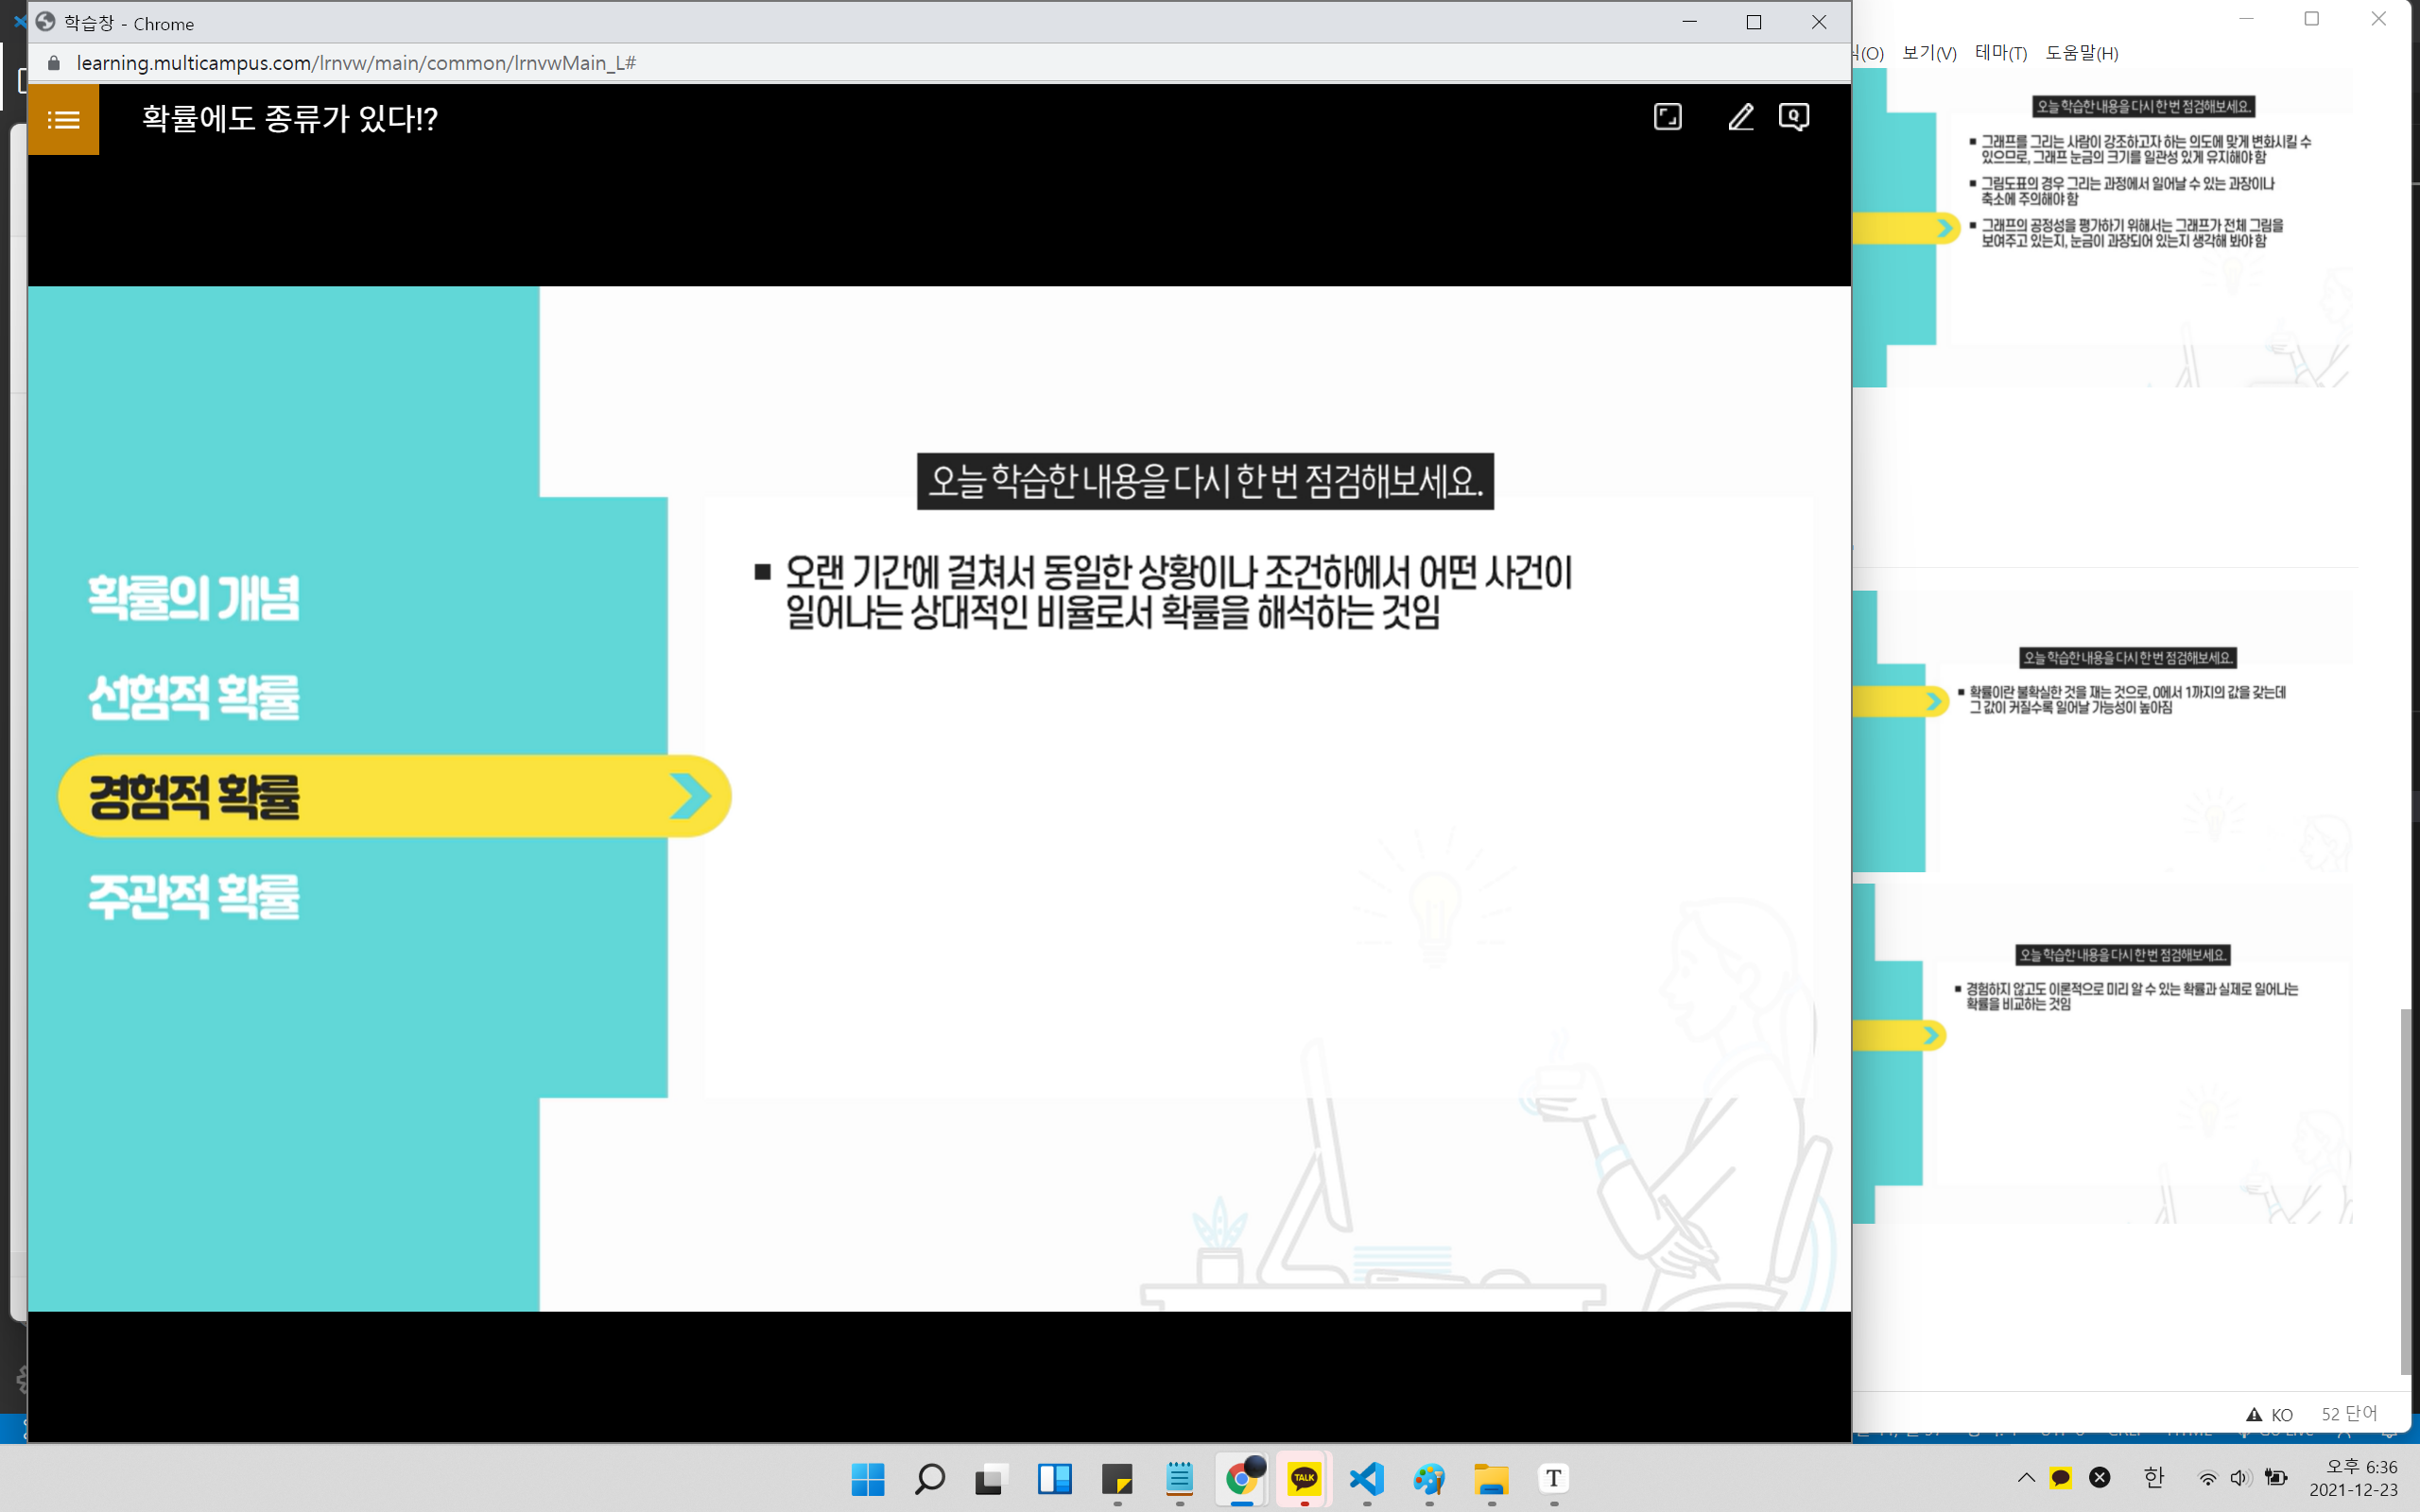 학습창 - Chrome
learning.multicampus.com/lrnvw/main/common/lrnvwMain_L#
확률에도 종류가 있다!?
확률의 개념
선험적 확률
경험적 확률
주관적 확률
오늘 학습한 내용을 다시 한 번 점검해보세요.
■ 오랜 기간에 걸쳐서 동일한 상황이나 조건하에서 어떤 사건이
일어나는 상대적인 비율로서 확률을 해석하는 것임
(O) 보기(V) 테마(T) 도움말(H)
오늘 학습한 내용을 다시 한 번 점검해보세요.
■ 그래프를 그리는 사람이 강조하고자 하는 의도에 맞게 변화시킬 수
있으므로, 그래프 눈금의 크기를 일관성 있게 유지해야 함
■ 그림도표의 경우 그리는 과정에서 일어날 수 있는 과장이나
축소에 주의해야 함
■ 그래프의 공정성을 평가하기 위해서는 그래프가 전체 그림을
보여주고 있는지, 눈금이 과장되어 있는지 생각해 봐야 함
오늘 학습한 내용을 다시 한 번 점검해보세요.
■ 확률이란 불확실한 것을 재는 것으로, 0에서 1까지의 값을 갖는데
그 값이 커질수록 일어날 가능성이 높아짐
오늘 학습한 내용을 다시 한 번 점검해보세요.
■ 경험하지 않고도 이론적으로 미리 알 수 있는 확률과 실제로 일어나는
확률을 비교하는 것임
KO 52 단어
TALK
T
한
오후 6:36
2021-12-23